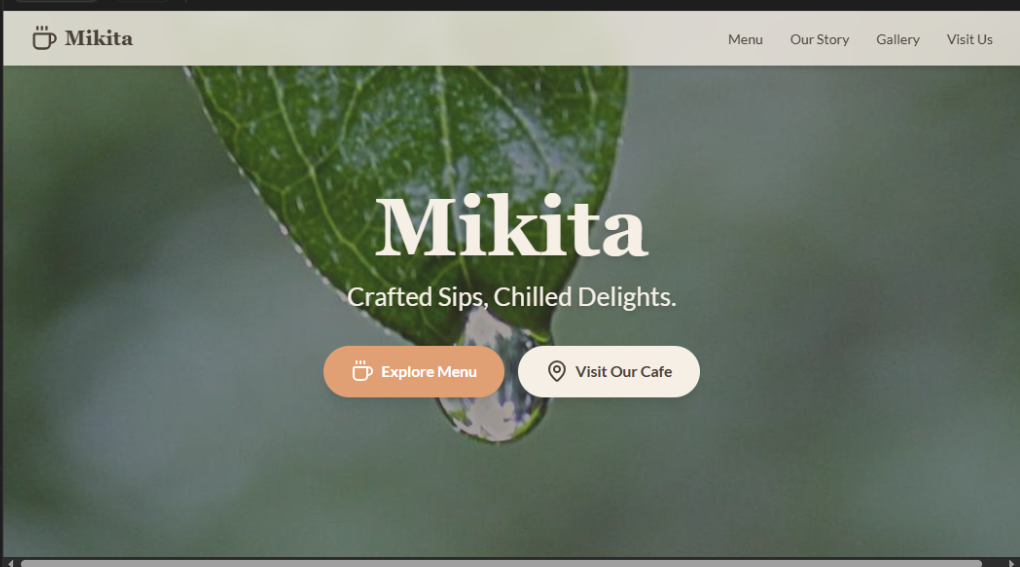 Mikita
Menu Our Story Gallery Visit Us
Mikita
Crafted Sips, Chilled Delights.
Explore Menu Visit Our Cafe